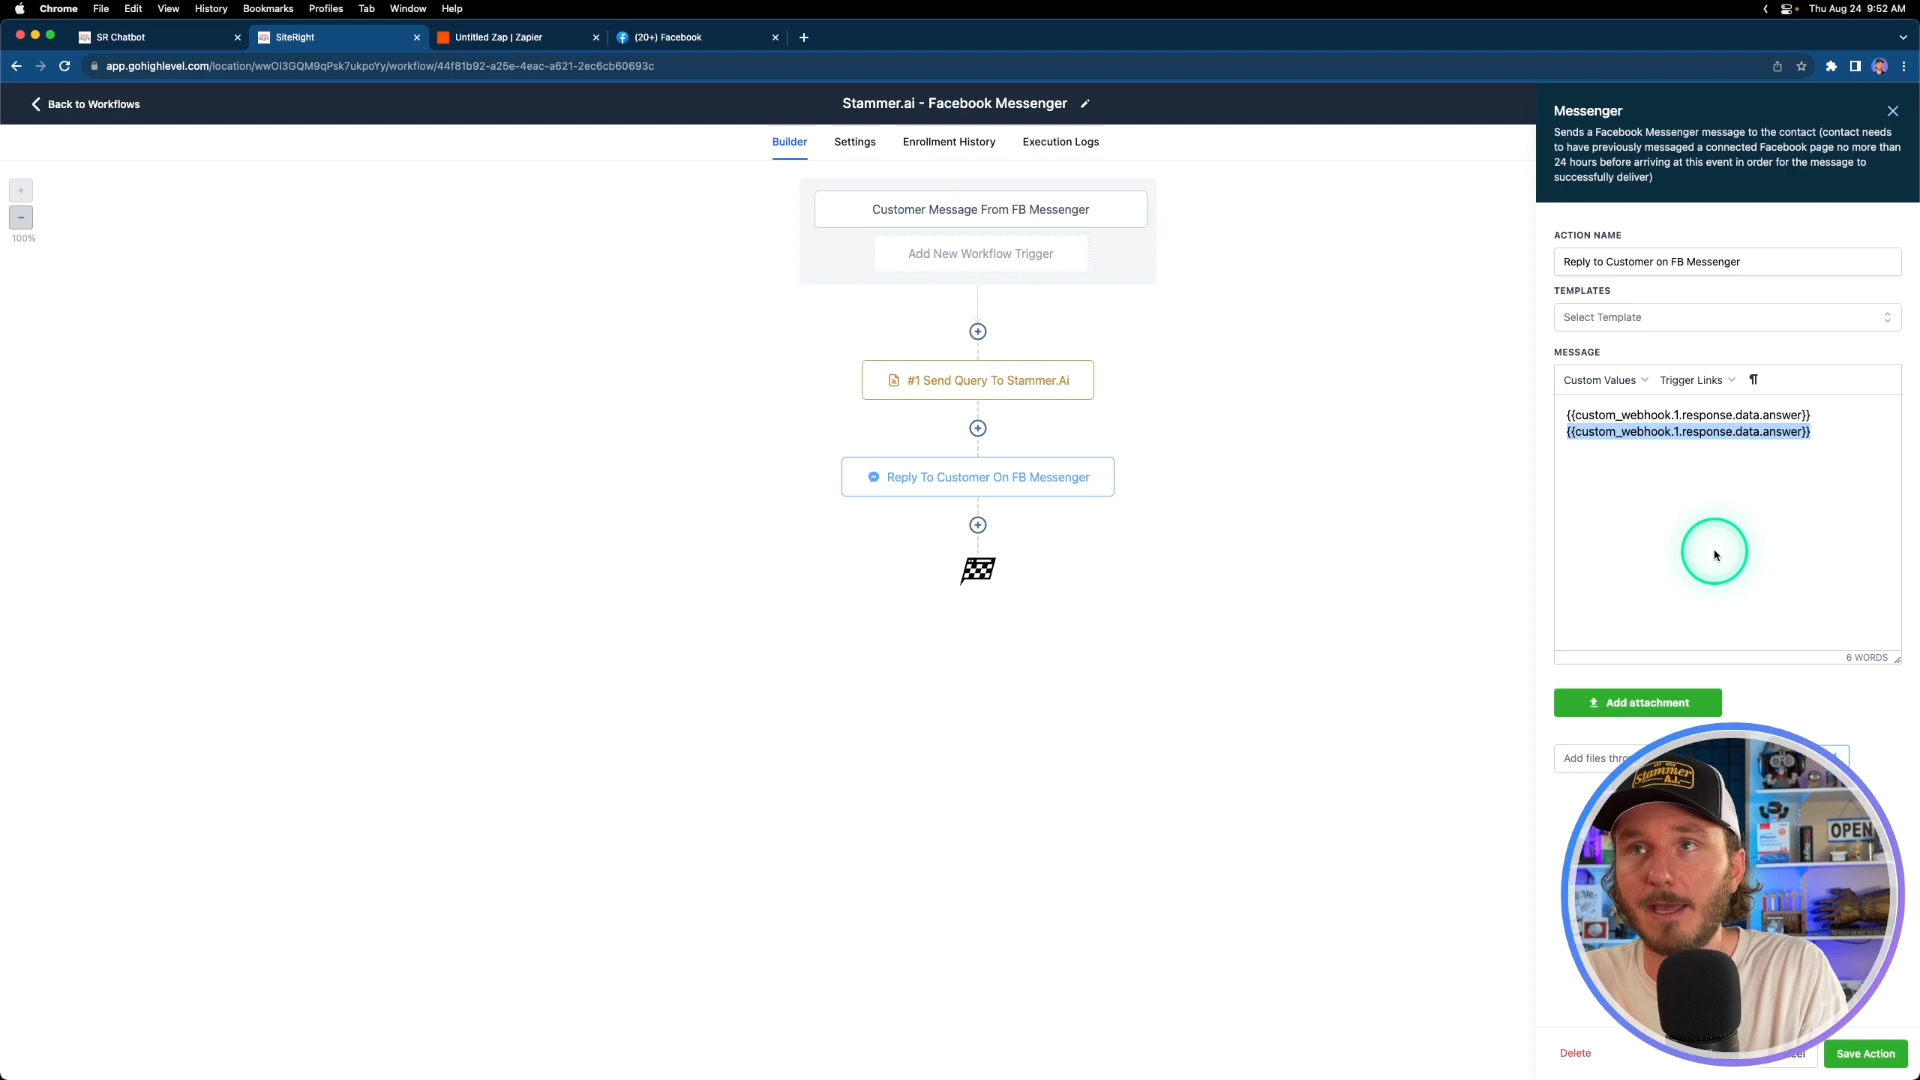 Chrome File Edit View History Bookmarks Profiles Tab Window Help
Thu Aug 24 9:52 AM
SR Chatbot
SiteRight
Untitled Zap | Zapier
(20+) Facebook
app.gohighlevel.com/location/wwOI3GQM9qPsk7ukpoYy/workflow/44f81b92-a25e-4eac-a621-2ec6cb60693c
Back to Workflows
Stammer.ai - Facebook Messenger
Builder Settings Enrollment History Execution Logs
100%
Customer Message From FB Messenger
Add New Workflow Trigger
#1 Send Query To Stammer.Ai
Reply To Customer On FB Messenger
Messenger
Sends a Facebook Messenger message to the contact (contact needs
to have previously messaged a connected Facebook page no more than
24 hours before arriving at this event in order for the message to
successfully deliver)
ACTION NAME
Reply to Customer on FB Messenger
TEMPLATES
Select Template
MESSAGE
Custom Values Trigger Links ¶
{{custom_webhook.1.response.data.answer}}
{{custom_webhook.1.response.data.answer}}
6 WORDS
Add attachment
Add files
Stammer
A.I.
OPEN
Delete
Save Action